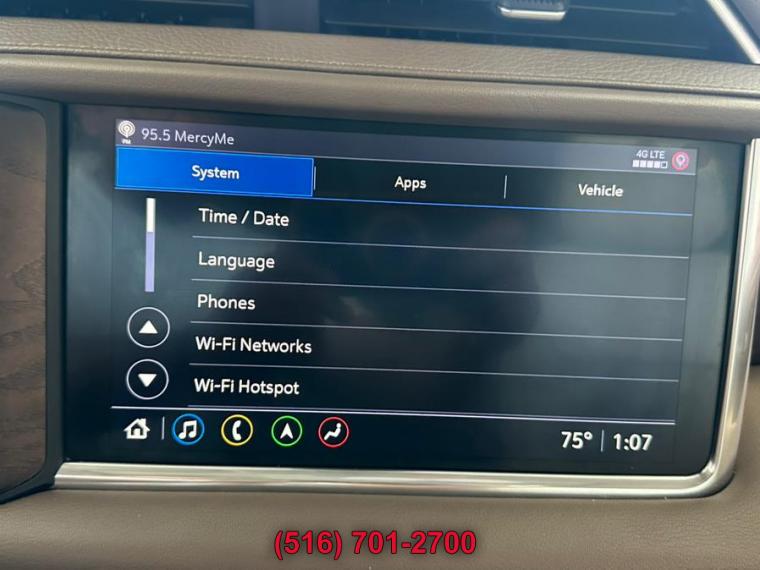 95.5 MercyMe
FM
4G LTE
System
Apps
Vehicle
Time / Date
Language
Phones
Wi-Fi Networks
Wi-Fi Hotspot
75° 1:07
(516) 701-2700